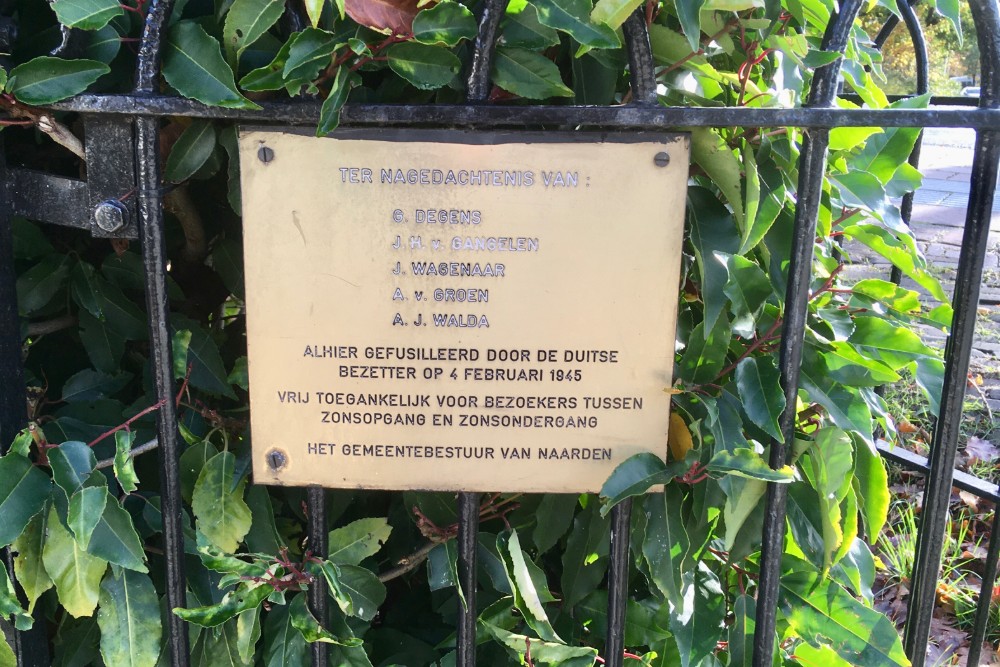 TER NAGEDACHTENIS VAN :
G. DEGENS
J. H. v. GANGELEN
J. WAGENAAR
A. v. GROEN
A. J. WALDA
ALHIER GEFUSILLEERD DOOR DE DUITSE
BEZETTER OP 4 FEBRUARI 1945
VRIJ TOEGANKELIJK VOOR BEZOEKERS TUSSEN
ZONSOPGANG EN ZONSONDERGANG
HET GEMEENTEBESTUUR VAN NAARDEN